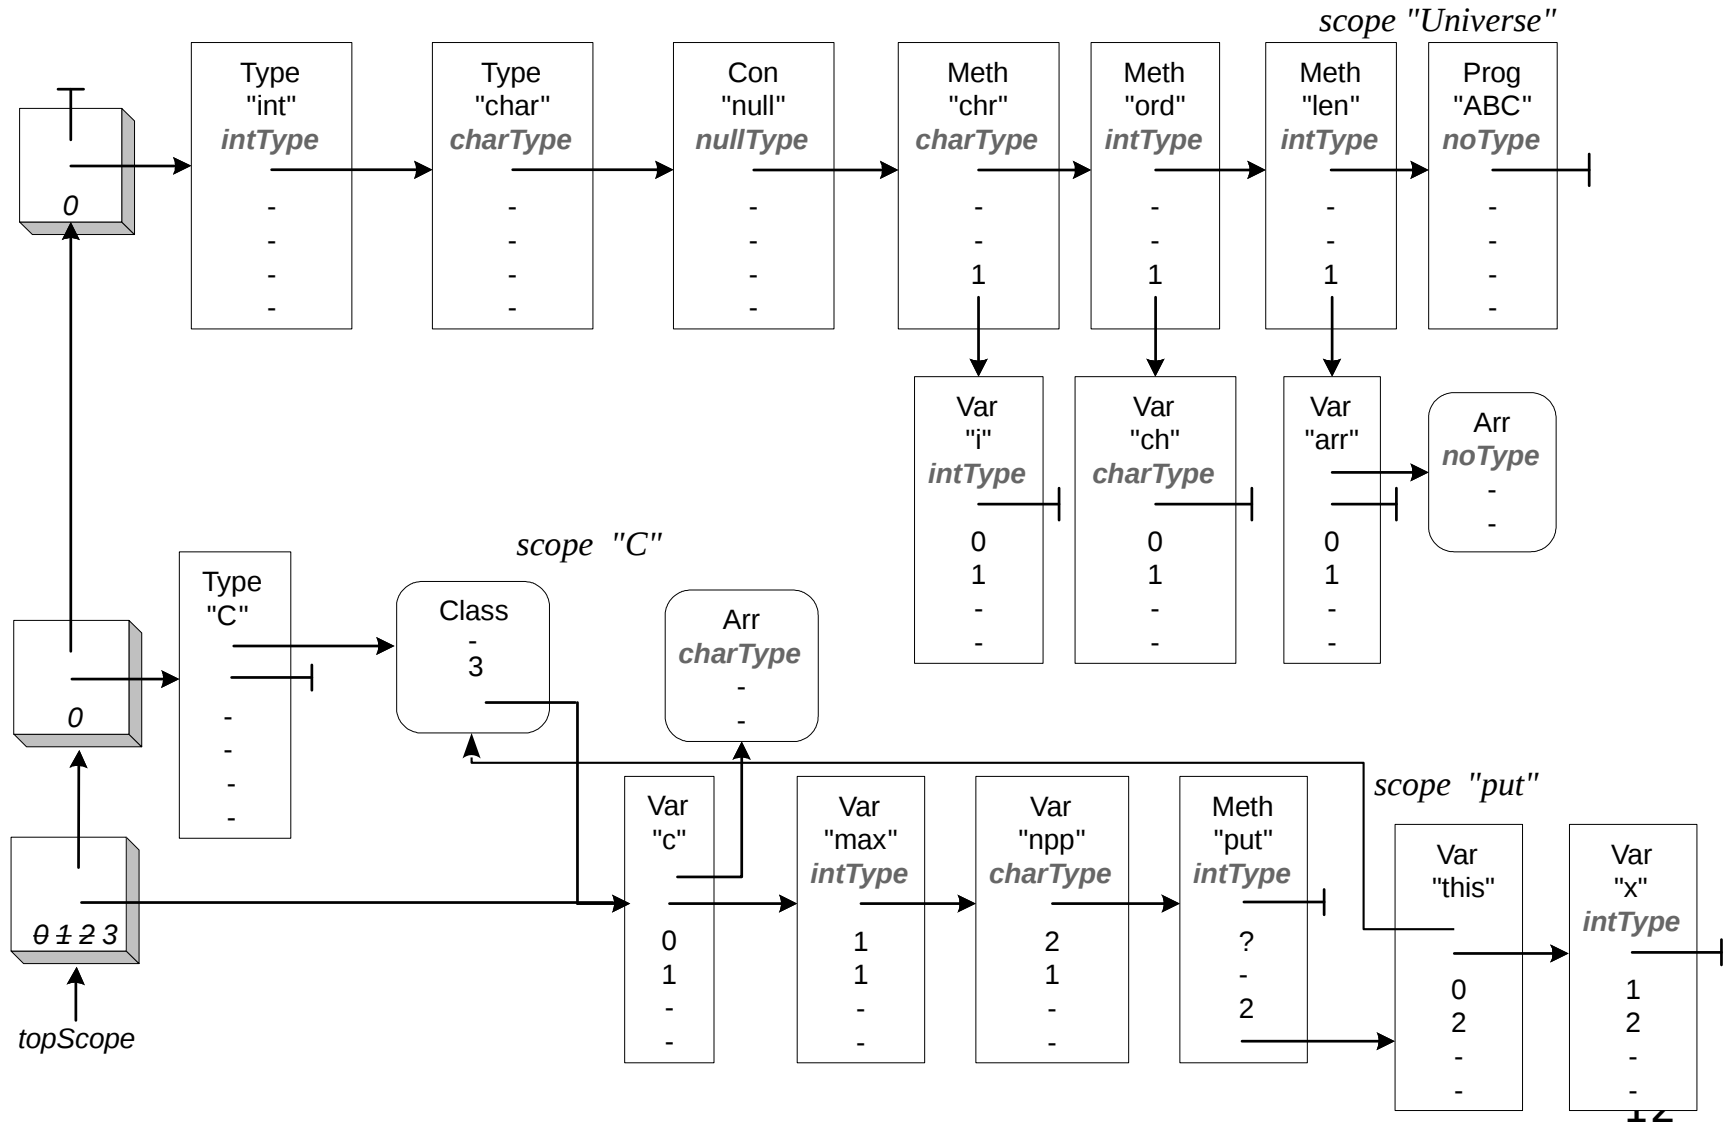 scope "Universe"
Type
"int"
intType
-
-
-
-
Type
"char"
charType
-
-
-
-
Con
"null"
nullType
-
-
-
-
Meth
"chr"
charType
-
-
1
Meth
"ord"
intType
-
-
1
Meth
"len"
intType
-
-
1
Prog
"ABC"
noType
-
-
-
-
0
Var
"i"
intType
0
1
-
-
Var
"ch"
charType
0
1
-
-
Var
"arr"
0
1
-
-
Arr
noType
-
-
scope "C"
Type
"C"
-
-
-
-
Class
-
3
Arr
charType
-
-
0
scope "put"
Var
"c"
0
1
-
-
Var
"max"
intType
1
1
-
-
Var
"npp"
charType
2
1
-
-
Meth
"put"
intType
?
-
2
Var
"this"
0
2
-
-
Var
"x"
intType
1
2
-
-
0 1 2 3
topScope
12